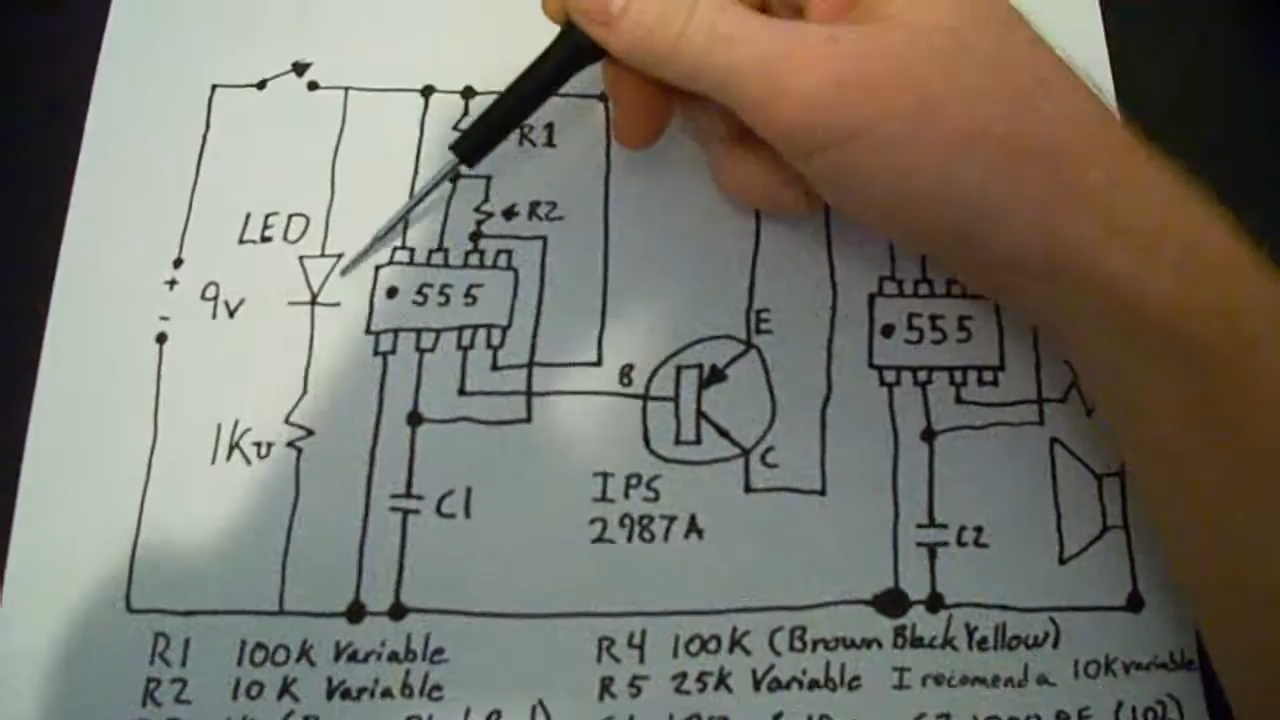 R1
LED
R2
+
9v
-
555
555
E
B
1K
C
C1
IPS
2987A
C2
R1 100K Variable
R2 10K Variable
R4 100K (Brown Black Yellow)
R5 25K Variable I recomend a 10K variable